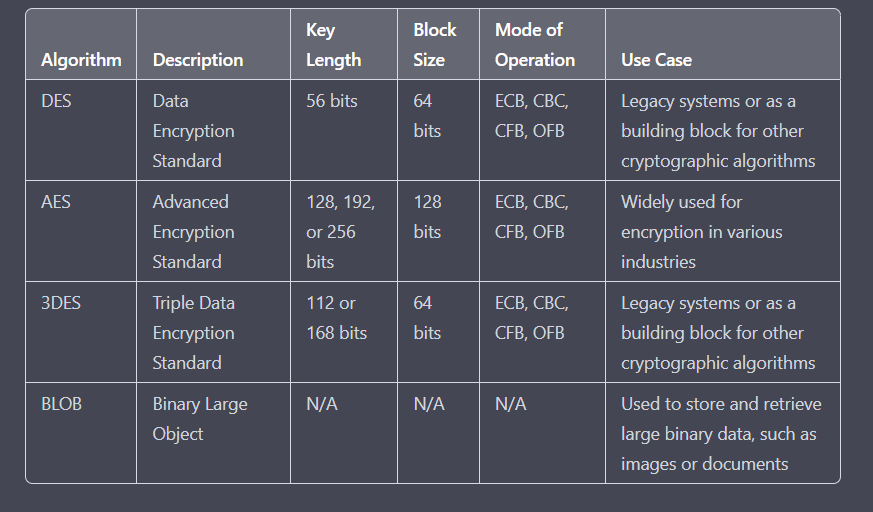 Algorithm Description Key Length Block Size Mode of Operation Use Case
DES Data Encryption Standard 56 bits 64 bits ECB, CBC, CFB, OFB Legacy systems or as a building block for other cryptographic algorithms
AES Advanced Encryption Standard 128, 192, or 256 bits 128 bits ECB, CBC, CFB, OFB Widely used for encryption in various industries
3DES Triple Data Encryption Standard 112 or 168 bits 64 bits ECB, CBC, CFB, OFB Legacy systems or as a building block for other cryptographic algorithms
BLOB Binary Large Object N/A N/A N/A Used to store and retrieve large binary data, such as images or documents